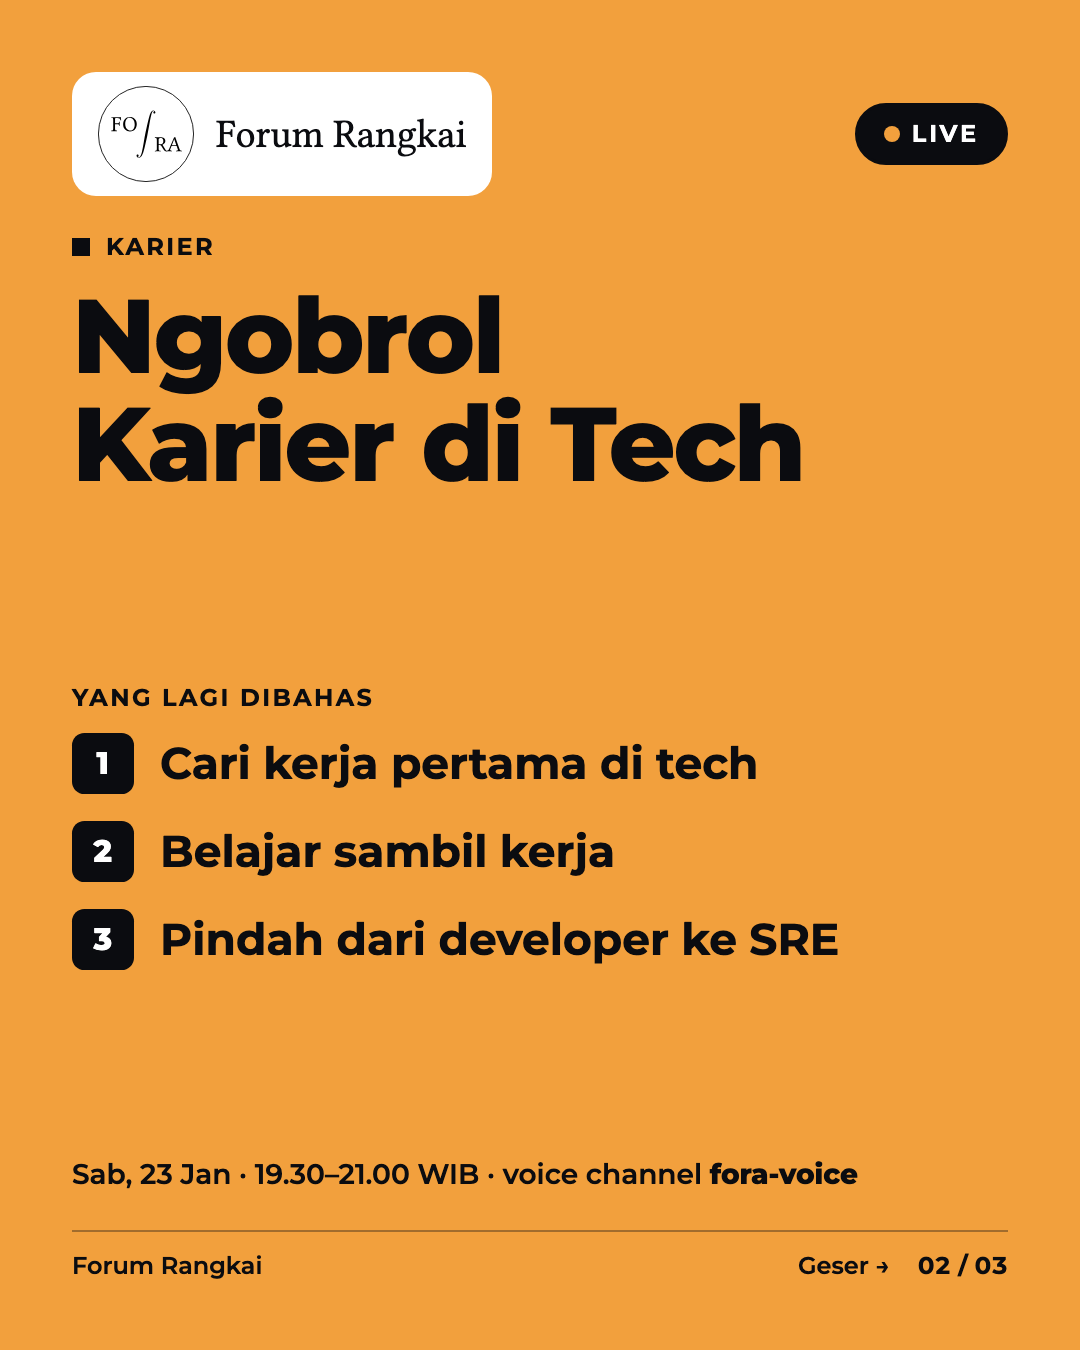 FO RA
Forum Rangkai
LIVE
KARIER
Ngobrol
Karier di Tech
YANG LAGI DIBAHAS
1 Cari kerja pertama di tech
2 Belajar sambil kerja
3 Pindah dari developer ke SRE
Sab, 23 Jan · 19.30–21.00 WIB · voice channel fora-voice
Forum Rangkai
Geser → 02 / 03